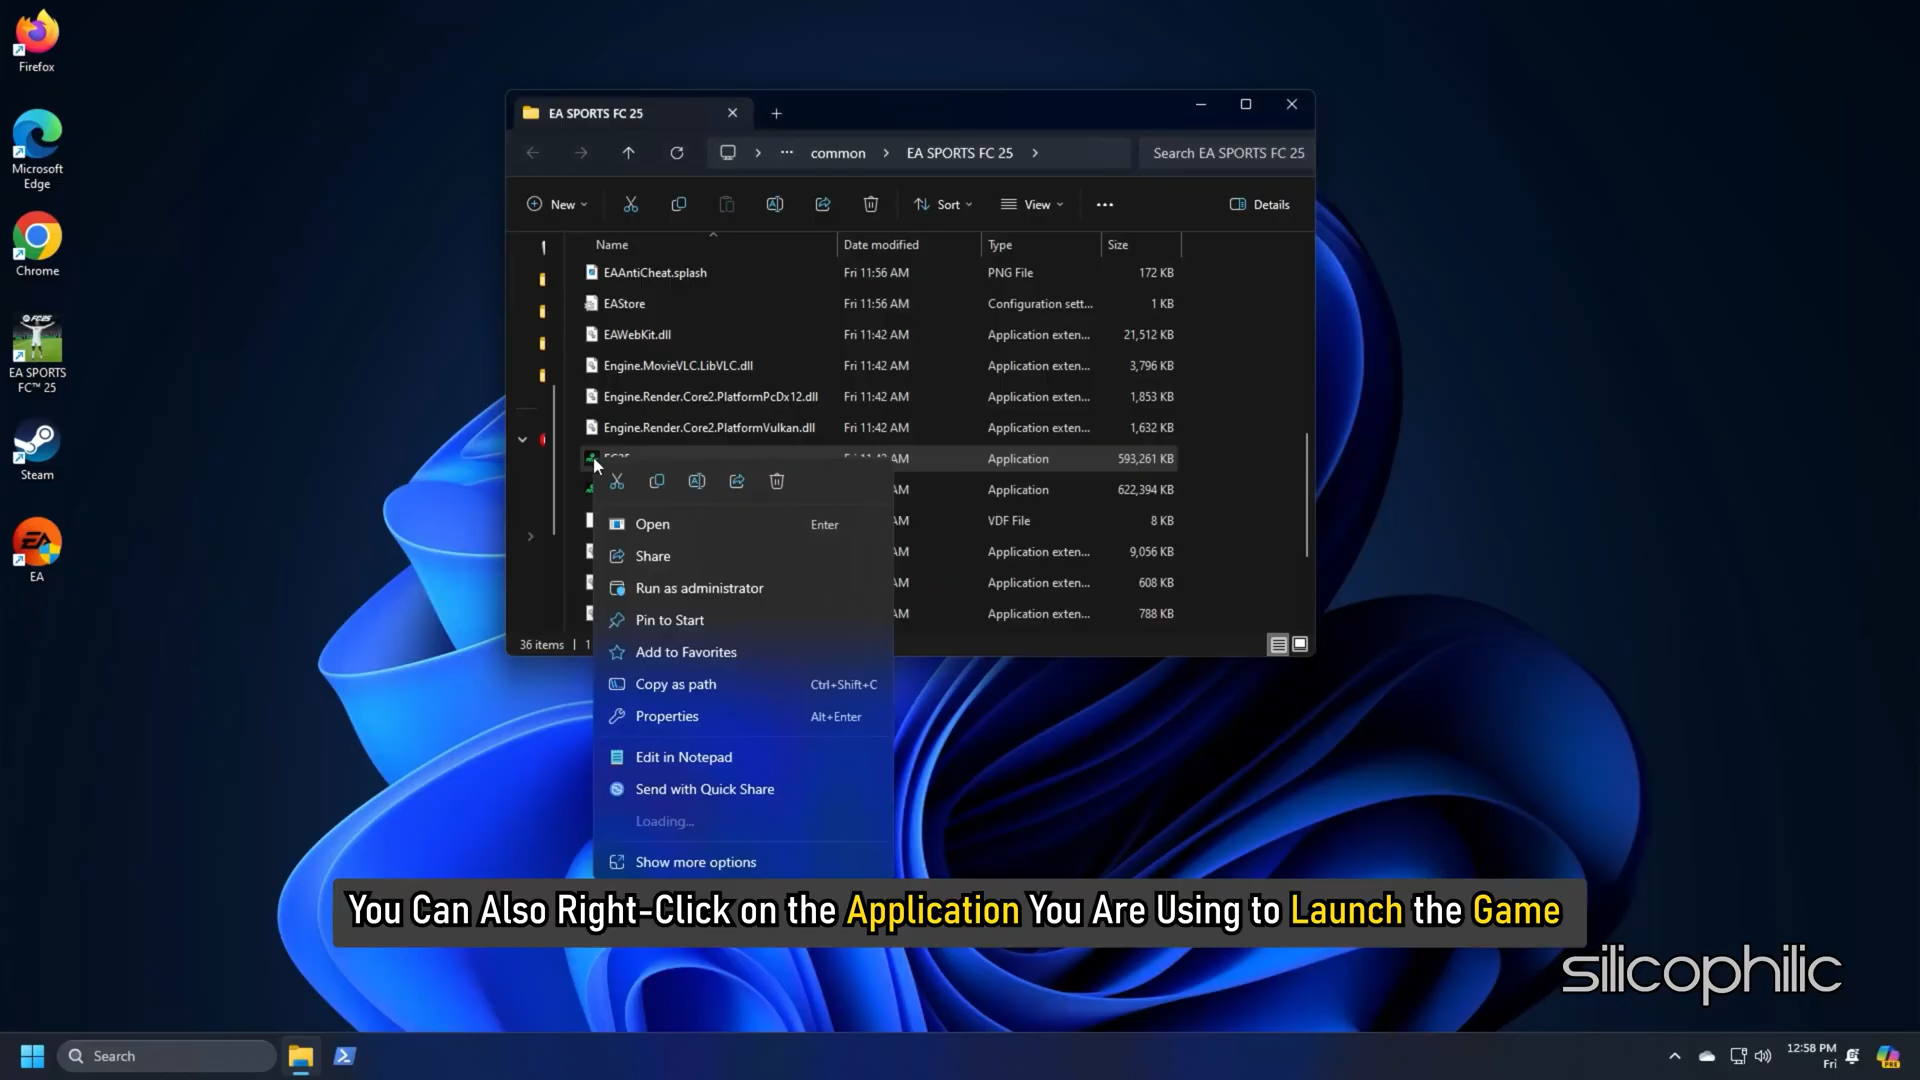 Firefox
Microsoft
Edge
Chrome
FC25
EA SPORTS
FC™ 25
Steam
EA
EA SPORTS FC 25
common
EA SPORTS FC 25
Search EA SPORTS FC 25
New
Sort
View
Details
Name Date modified Type Size
EAAntiCheat.splash Fri 11:56 AM PNG File 172 KB
EAStore Fri 11:56 AM Configuration sett... 1 KB
EAWebKit.dll Fri 11:42 AM Application exten... 21,512 KB
Engine.MovieVLC.LibVLC.dll Fri 11:42 AM Application exten... 3,796 KB
Engine.Render.Core2.PlatformPcDx12.dll Fri 11:42 AM Application exten... 1,853 KB
Engine.Render.Core2.PlatformVulkan.dll Fri 11:42 AM Application exten... 1,632 KB
AM Application 593,261 KB
AM Application 622,394 KB
AM VDF File 8 KB
AM Application exten... 9,056 KB
AM Application exten... 608 KB
AM Application exten... 788 KB
36 items 1
Open Enter
Share
Run as administrator
Pin to Start
Add to Favorites
Copy as path Ctrl+Shift+C
Properties Alt+Enter
Edit in Notepad
Send with Quick Share
Loading...
Show more options
You Can Also Right-Click on the Application You Are Using to Launch the Game
silicophilic
Search
12:58 PM
Fri
PRE